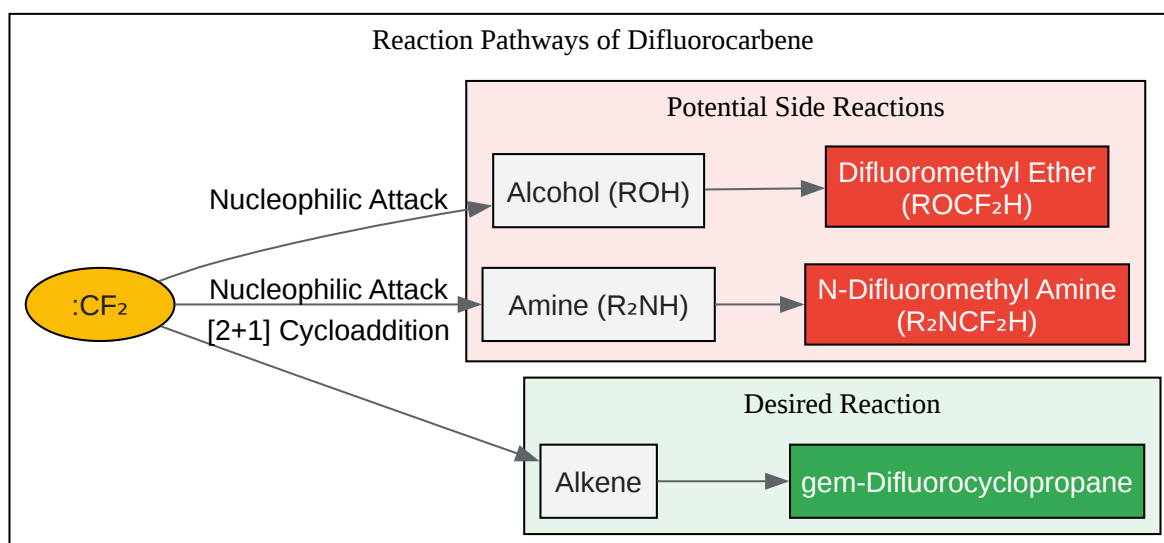 Reaction Pathways of Difluorocarbene
Potential Side Reactions
Nucleophilic Attack
Alcohol (ROH)
Difluoromethyl Ether
(ROCF₂H)
:CF₂
Nucleophilic Attack
Amine (R₂NH)
N-Difluoromethyl Amine
(R₂NCF₂H)
[2+1] Cycloaddition
Desired Reaction
Alkene
gem-Difluorocyclopropane